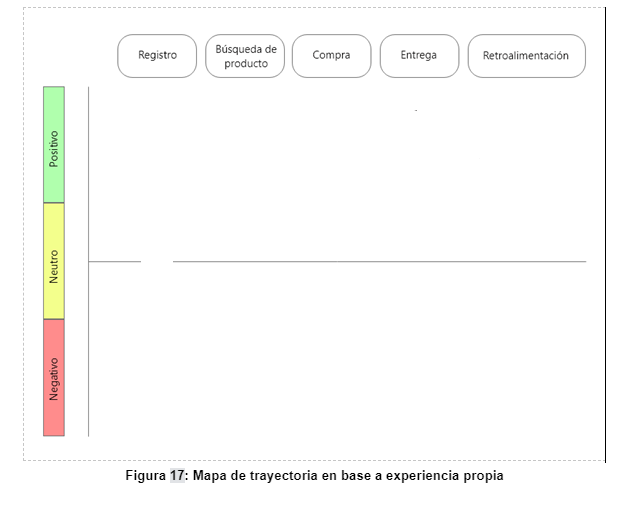 Registro
Búsqueda de
producto
Compra
Entrega
Retroalimentación
Positivo
Neutro
Negativo
Figura 17: Mapa de trayectoria en base a experiencia propia